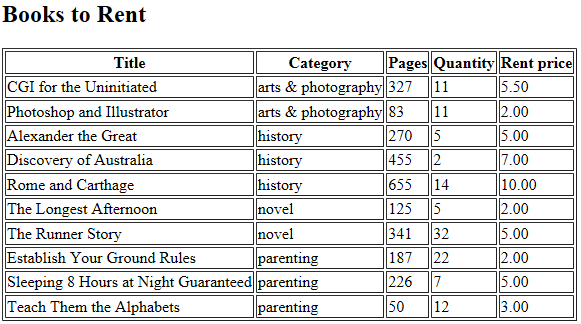 Books to Rent
Title Category Pages Quantity Rent price
CGI for the Uninitiated arts & photography 327 11 5.50
Photoshop and Illustrator arts & photography 83 11 2.00
Alexander the Great history 270 5 5.00
Discovery of Australia history 455 2 7.00
Rome and Carthage history 655 14 10.00
The Longest Afternoon novel 125 5 2.00
The Runner Story novel 341 32 5.00
Establish Your Ground Rules parenting 187 22 2.00
Sleeping 8 Hours at Night Guaranteed parenting 226 7 5.00
Teach Them the Alphabets parenting 50 12 3.00